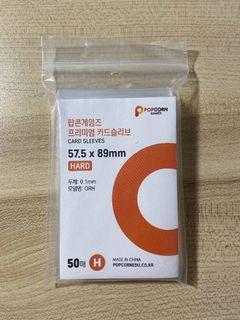 POPCORN
GAMES
팝콘게임즈
프리미엄 카드슬리브
CARD SLEEVES
57.5 x 89mm
HARD
두께: 0.1mm
모델명: ORH
50매 H
MADE IN CHINA
POPCORNEDU.CO.KR